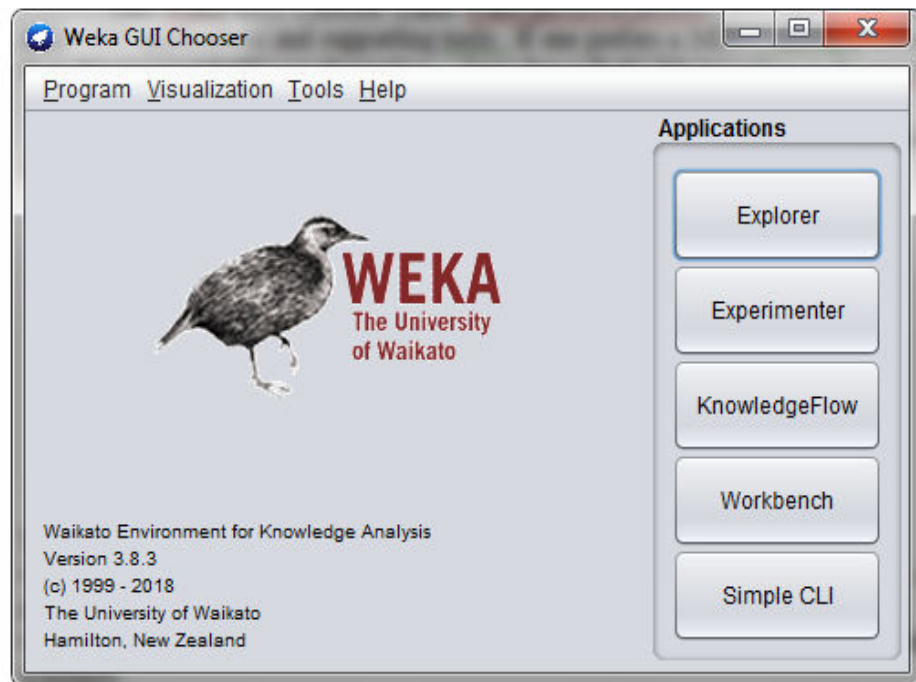 Weka GUI Chooser
Program Visualization Tools Help
Applications
Explorer
Experimenter
KnowledgeFlow
Workbench
Simple CLI
WEKA
The University
of Waikato
Waikato Environment for Knowledge Analysis
Version 3.8.3
(c) 1999 - 2018
The University of Waikato
Hamilton, New Zealand